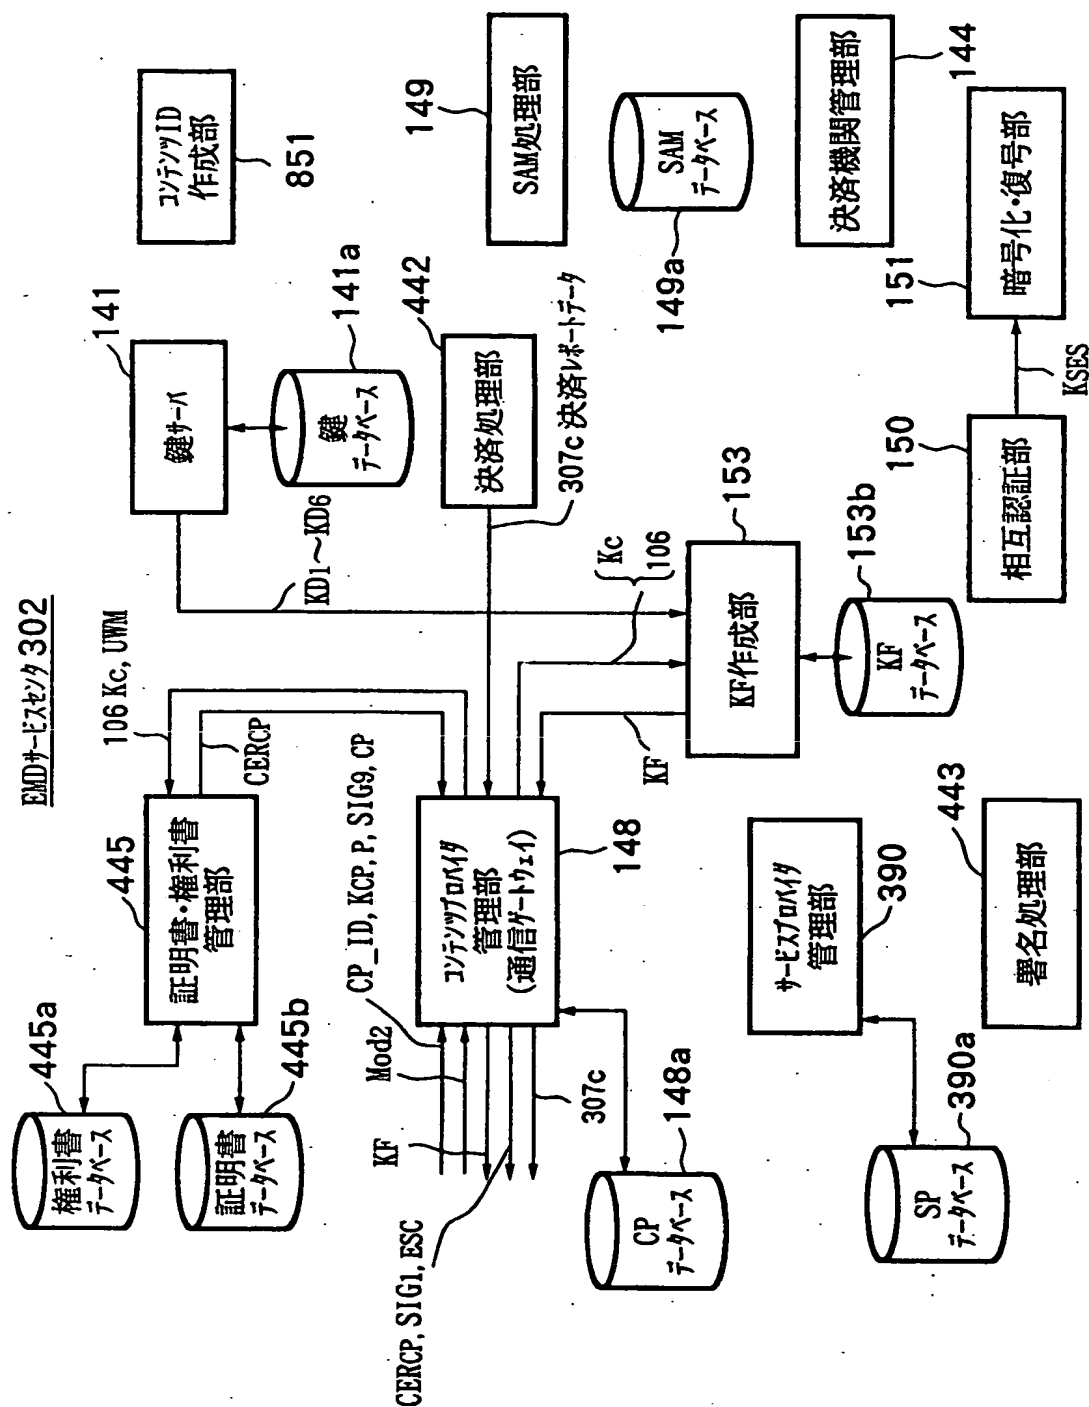 EMDサービスセンタ 302
445a
権利書
データベース
445b
証明書
データベース
445
証明書・権利書
管理部
106 Kc, UWM
CERCP
141
鍵サーバ
KD1～KD6
141a
鍵
データベース
コンテンツID
作成部
851
CP_ID, KCP, P, SIG9, CP
Mod2
KF
CERCP, SIG1, ESC
307c
コンテンツプロバイダ
管理部
(通信ゲートウェイ)
148
148a
CP
データベース
442
決済処理部
307c 決済レポートデータ
149
SAM処理部
149a
SAM
データベース
KF
Kc
106
153
KF作成部
153b
KF
データベース
決済機関管理部
144
サービスプロバイダ
管理部
390
390a
SP
データベース
443
署名処理部
150
相互認証部
KSES
151
暗号化・復号部